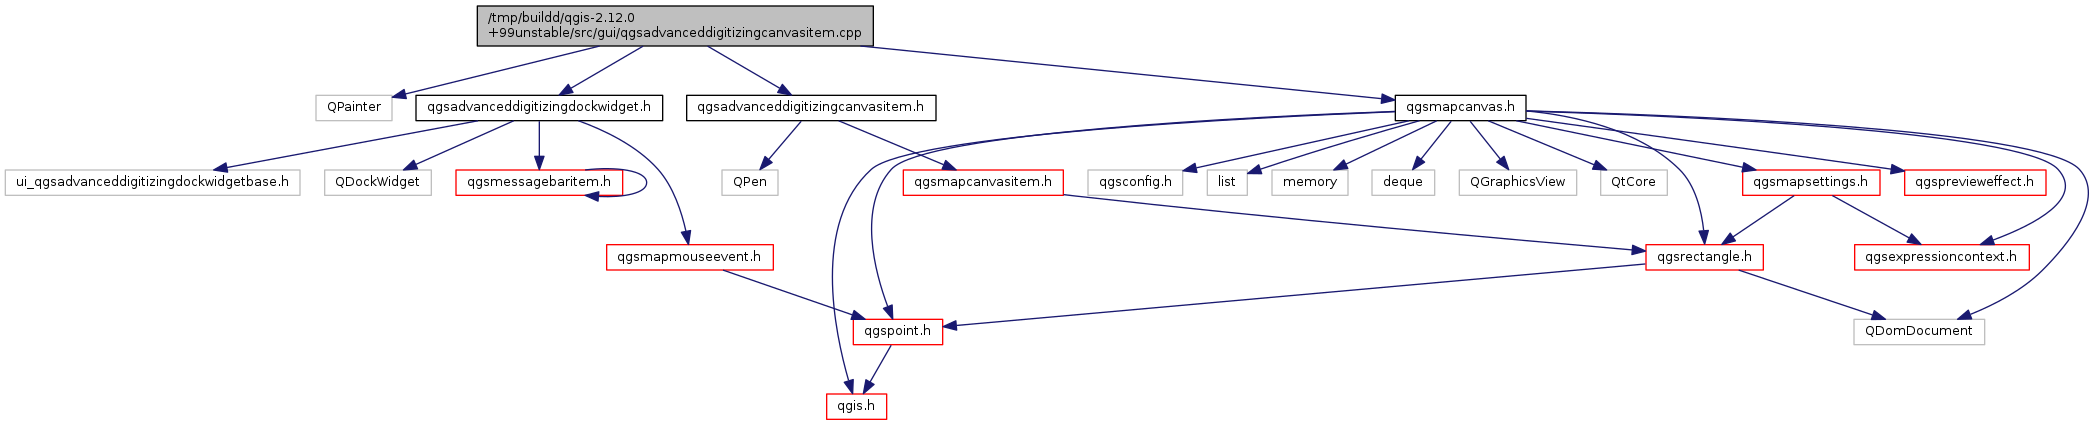 /tmp/buildd/qgis-2.12.0
+99unstable/src/gui/qgsadvanceddigitizingcanvasitem.cpp
QPainter
qgsadvanceddigitizingdockwidget.h
qgsadvanceddigitizingcanvasitem.h
qgsmapcanvas.h
ui_qgsadvanceddigitizingdockwidgetbase.h
QDockWidget
qgsmessagebaritem.h
QPen
qgsmapcanvasitem.h
qgsconfig.h
list
memory
deque
QGraphicsView
QtCore
qgsmapsettings.h
qgsprevieweffect.h
qgsmapmouseevent.h
qgsrectangle.h
qgsexpressioncontext.h
qgspoint.h
QDomDocument
qgis.h